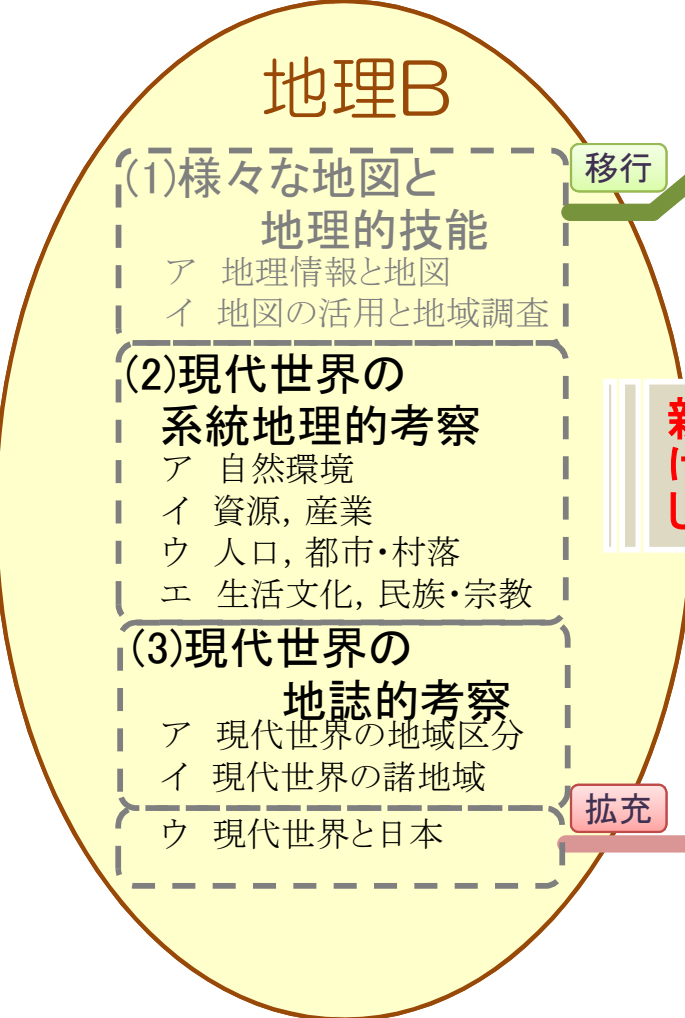 地理B
(1)様々な地図と
地理的技能
ア 地理情報と地図
イ 地図の活用と地域調査
移行
(2)現代世界の
系統地理的考察
ア 自然環境
イ 資源，産業
ウ 人口，都市・村落
エ 生活文化，民族・宗教
(3)現代世界の
地誌的考察
ア 現代世界の地域区分
イ 現代世界の諸地域
ウ 現代世界と日本
拡充